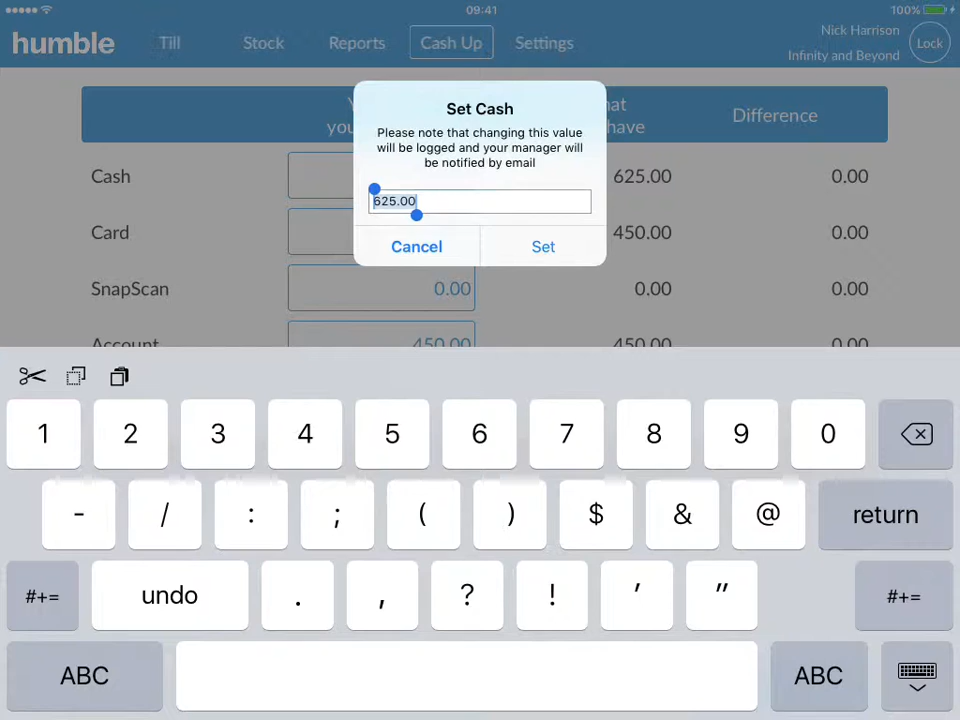 09:41 100%
humble Till Stock Reports Cash Up Settings Nick Harrison
Infinity and Beyond Lock
Set Cash
Please note that changing this value
will be logged and your manager will
be notified by email
625.00
Cancel Set
Difference
have
Cash 625.00 0.00
Card 450.00 0.00
SnapScan 0.00 0.00 0.00
Account 450.00 450.00 0.00
1 2 3 4 5 6 7 8 9 0
- / : ; ( ) $ & @ return
#+= undo . , ? ! ' " #+=
ABC ABC